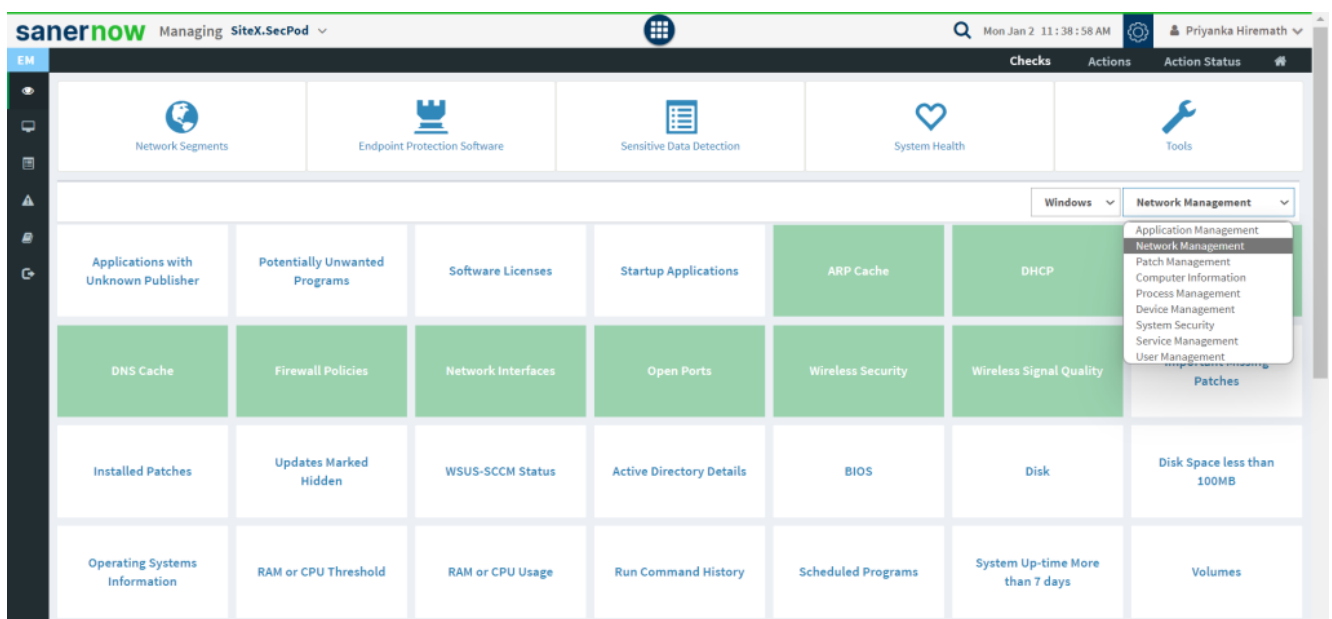 sanernow Managing SiteX.SecPod Mon Jan 2 11:38:58 AM Priyanka Hiremath
EM Checks Actions Action Status
Network Segments Endpoint Protection Software Sensitive Data Detection System Health Tools
Windows Network Management
Application Management
Network Management
Patch Management
Computer Information
Process Management
Device Management
System Security
Service Management
User Management
Applications with
Unknown Publisher
Potentially Unwanted
Programs
Software Licenses
Startup Applications
ARP Cache
DHCP
DNS Cache
Firewall Policies
Network Interfaces
Open Ports
Wireless Security
Wireless Signal Quality
Important Missing
Patches
Installed Patches
Updates Marked
Hidden
WSUS-SCCM Status
Active Directory Details
BIOS
Disk
Disk Space less than
100MB
Operating Systems
Information
RAM or CPU Threshold
RAM or CPU Usage
Run Command History
Scheduled Programs
System Up-time More
than 7 days
Volumes